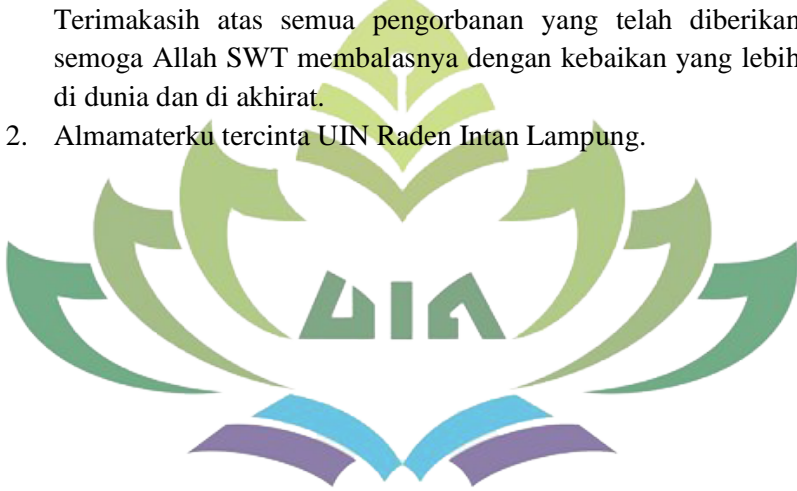 Terimakasih atas semua pengorbanan yang telah diberikan
semoga Allah SWT membalasnya dengan kebaikan yang lebih
di dunia dan di akhirat.
2. Almamaterku tercinta UIN Raden Intan Lampung.
UIN